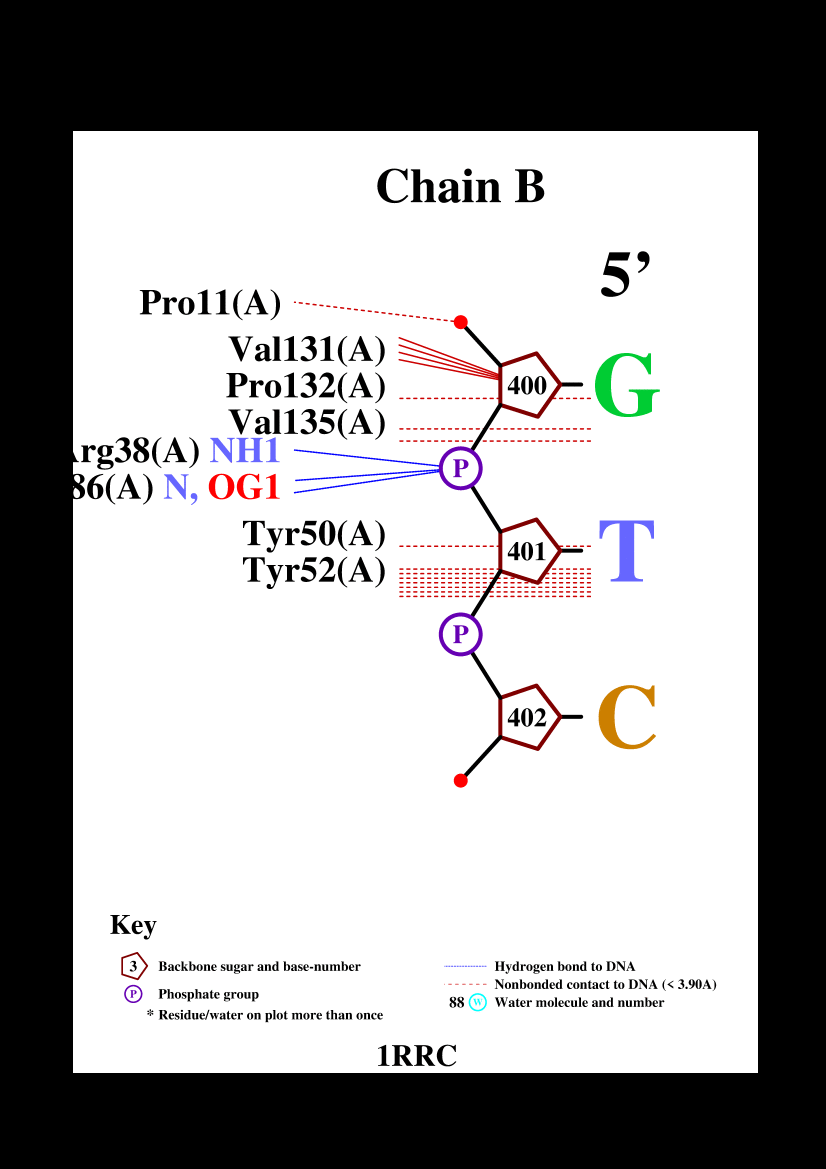 Chain B
5’
Pro11(A)
Val131(A)
Pro132(A)
400
G
Val135(A)
Arg38(A) NH1
P
86(A) N, OG1
Tyr50(A)
401
T
Tyr52(A)
P
402
C
Key
3 Backbone sugar and base-number
P Phosphate group
* Residue/water on plot more than once
Hydrogen bond to DNA
Nonbonded contact to DNA (< 3.90A)
88 W Water molecule and number
1RRC